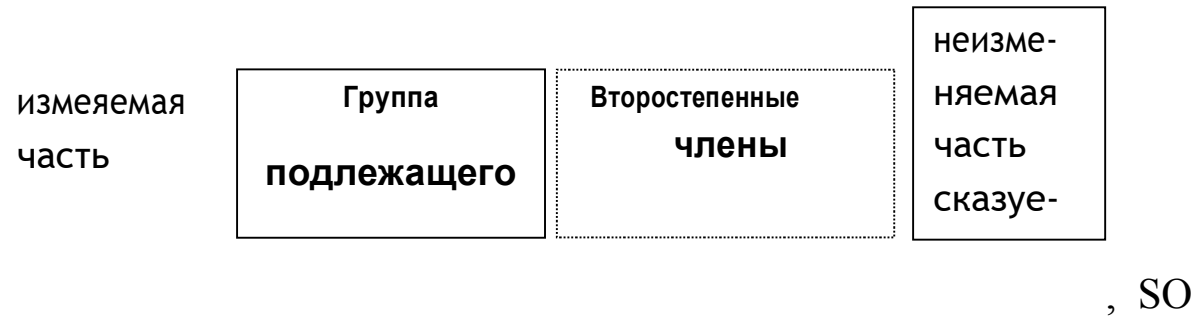 измеяемая
часть
Группа
подлежащего
Второстепенные
члены
неизме-
няемая
часть
сказуе-
, SO